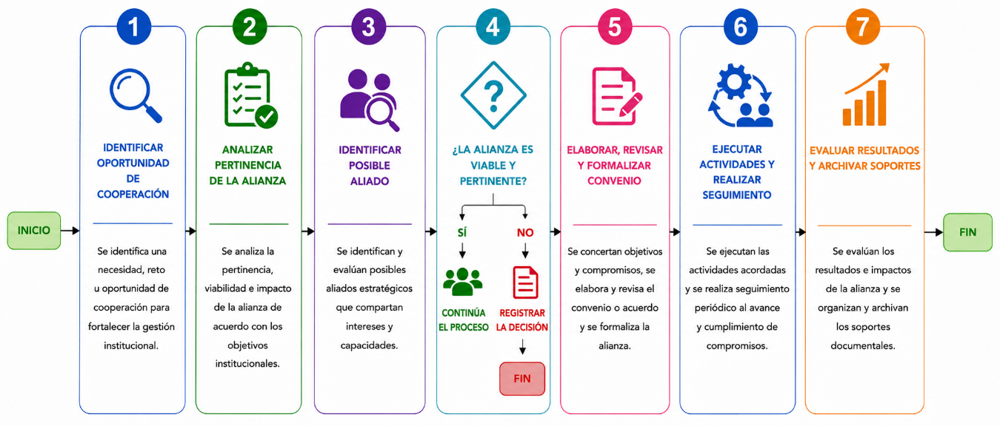 INICIO
1
IDENTIFICAR
OPORTUNIDAD
DE
COOPERACIÓN
Se identifica una
necesidad, reto
u oportunidad de
cooperación para
fortalecer la gestión
institucional.
2
ANALIZAR
PERTINENCIA
DE LA ALIANZA
Se analiza la
pertinencia,
viabilidad e impacto
de la alianza de
acuerdo con los
objetivos
institucionales.
3
IDENTIFICAR
POSIBLE
ALIADO
Se identifican y
evalúan posibles
aliados estratégicos
que compartan
intereses y
capacidades.
4
?
¿LA ALIANZA ES
VIABLE Y
PERTINENTE?
SÍ
CONTINÚA
EL PROCESO
NO
REGISTRAR
LA DECISIÓN
FIN
5
ELABORAR, REVISAR
Y FORMALIZAR
CONVENIO
Se concertan objetivos
y compromisos, se
elabora y revisa el
convenio o acuerdo
y se formaliza la
alianza.
6
EJECUTAR
ACTIVIDADES Y
REALIZAR
SEGUIMIENTO
Se ejecutan las
actividades acordadas
y se realiza seguimiento
periódico al avance
y cumplimiento de
compromisos.
7
EVALUAR RESULTADOS
Y ARCHIVAR SOPORTES
Se evalúan los
resultados e impactos
de la alianza y se
organizan y archivan
los soportes
documentales.
FIN